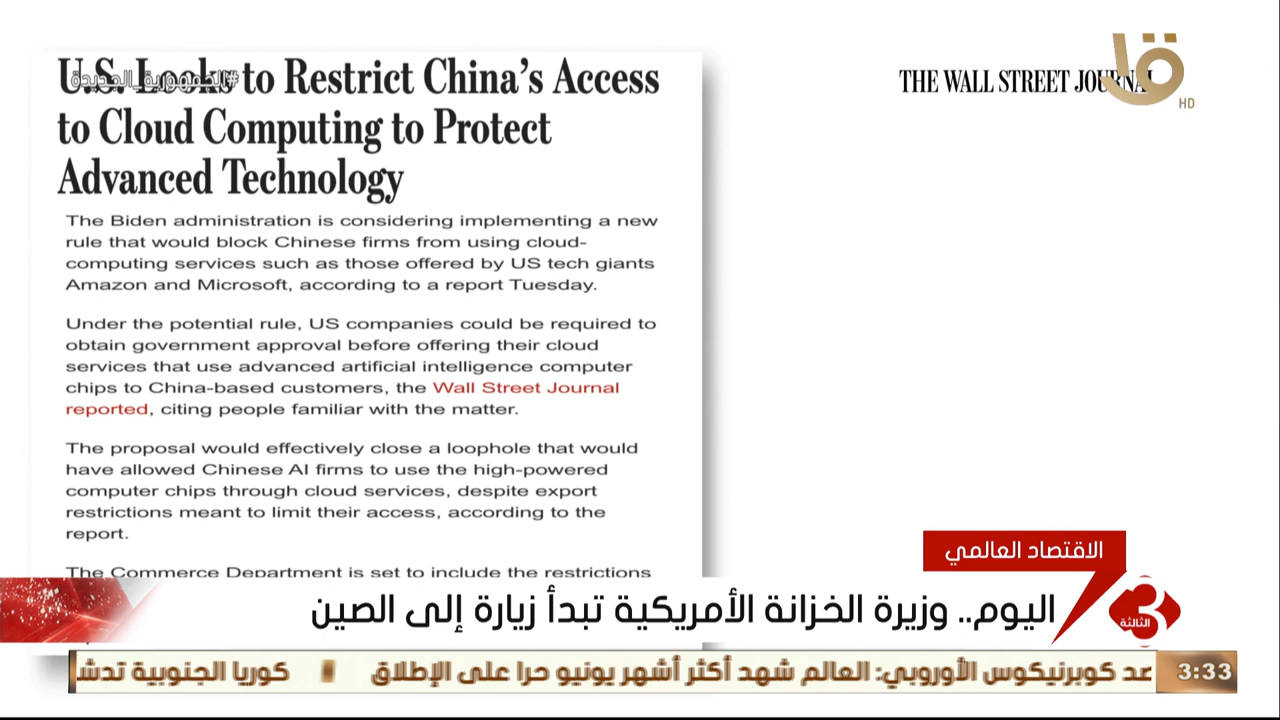 #الجمهورية_الجديدة
U.S. Looks to Restrict China’s Access
to Cloud Computing to Protect
Advanced Technology
THE WALL STREET JOURNAL
HD
The Biden administration is considering implementing a new
rule that would block Chinese firms from using cloud-
computing services such as those offered by US tech giants
Amazon and Microsoft, according to a report Tuesday.
Under the potential rule, US companies could be required to
obtain government approval before offering their cloud
services that use advanced artificial intelligence computer
chips to China-based customers, the Wall Street Journal
reported, citing people familiar with the matter.
The proposal would effectively close a loophole that would
have allowed Chinese AI firms to use the high-powered
computer chips through cloud services, despite export
restrictions meant to limit their access, according to the
report.
The Commerce Department is set to include the restrictions
الاقتصاد العالمي
اليوم.. وزيرة الخزانة الأمريكية تبدأ زيارة إلى الصين
3 الثالثة
صد كوبرنيكوس الأوروبي: العالم شهد أكثر أشهر يونيو حرا على الإطلاق
كوريا الجنوبية تدش
3:33